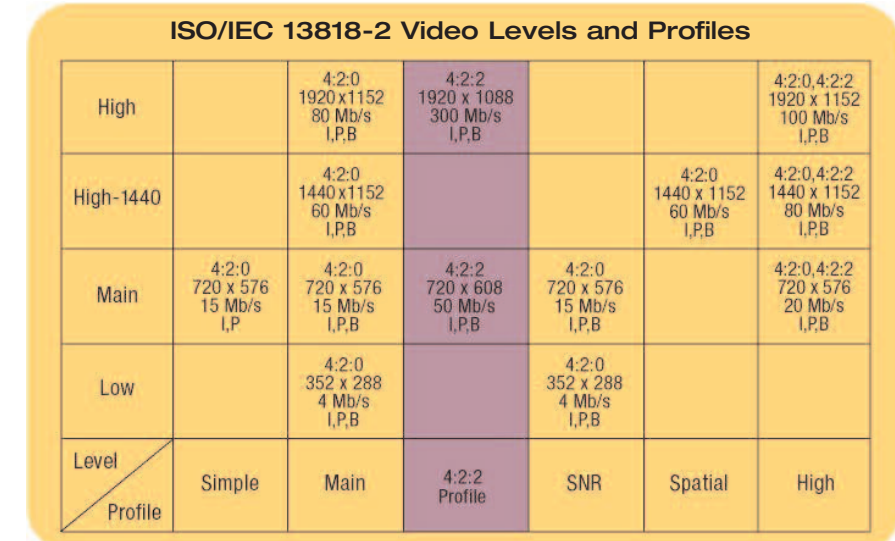 ISO/IEC 13818-2 Video Levels and Profiles
High
4:2:0
1920 x1152
80 Mb/s
I,P,B
4:2:2
1920 x 1088
300 Mb/s
I,P,B
4:2:0,4:2:2
1920 x 1152
100 Mb/s
I,P,B
High-1440
4:2:0
1440 x1152
60 Mb/s
I,P,B
4:2:0
1440 x 1152
60 Mb/s
I,P,B
4:2:0,4:2:2
1440 x 1152
80 Mb/s
I,P,B
Main
4:2:0
720 x 576
15 Mb/s
I,P
4:2:0
720 x 576
15 Mb/s
I,P,B
4:2:2
720 x 608
50 Mb/s
I,P,B
4:2:0
720 x 576
15 Mb/s
I,P,B
4:2:0,4:2:2
720 x 576
20 Mb/s
I,P,B
Low
4:2:0
352 x 288
4 Mb/s
I,P,B
4:2:0
352 x 288
4 Mb/s
I,P,B
Level
Profile
Simple
Main
4:2:2
Profile
SNR
Spatial
High